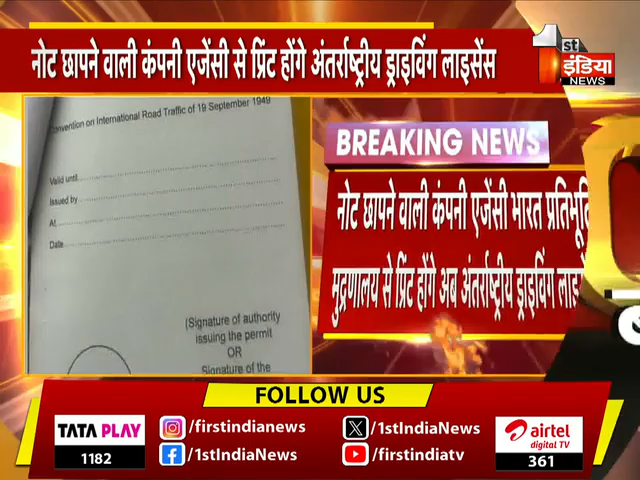 नोट छापने वाली कंपनी एजेंसी से प्रिंट होंगे अंतर्राष्ट्रीय ड्राइविंग लाइसेंस
1st
इंडिया
NEWS
Convention on International Road Traffic of 19 September 1949
Valid until
Issued by
At
Date
(Signature of authority
issuing the permit
OR
Signature of the
BREAKING NEWS
नोट छापने वाली कंपनी एजेंसी भारत प्रतिभूति
मुद्रणालय से प्रिंट होंगे अब अंतर्राष्ट्रीय ड्राइविंग
FOLLOW US
TATA PLAY
1182
/firstindianews
/1stIndiaNews
/1stIndiaNews
/firstindiatv
airtel
digital TV
361